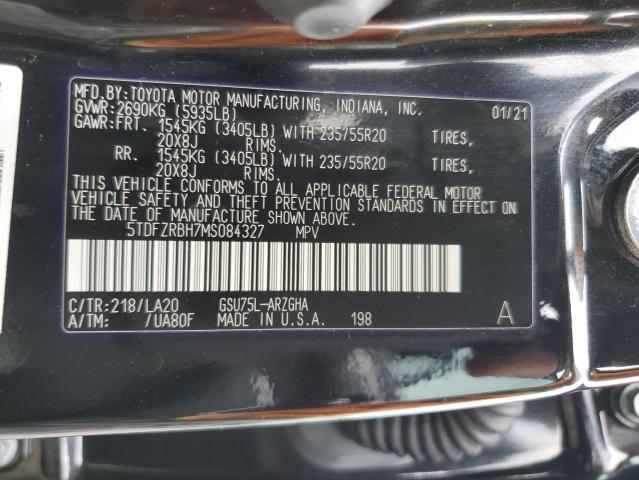 MFD.BY:TOYOTA MOTOR MANUFACTURING, INDIANA, INC. 01/21
GVWR:2690KG (5935LB)
GAWR:FRT. 1545KG (3405LB) WITH 235/55R20 TIRES,
20X8J RIMS.
RR. 1545KG (3405LB) WITH 235/55R20 TIRES,
20X8J RIMS.
THIS VEHICLE CONFORMS TO ALL APPLICABLE FEDERAL MOTOR
VEHICLE SAFETY AND THEFT PREVENTION STANDARDS IN EFFECT ON
THE DATE OF MANUFACTURE SHOWN ABOVE.
5TDFZRBH7MS084327 MPV
C/TR:218/LA20 GSU75L-ARZGHA
A/TM: /UA80F MADE IN U.S.A. 198 A